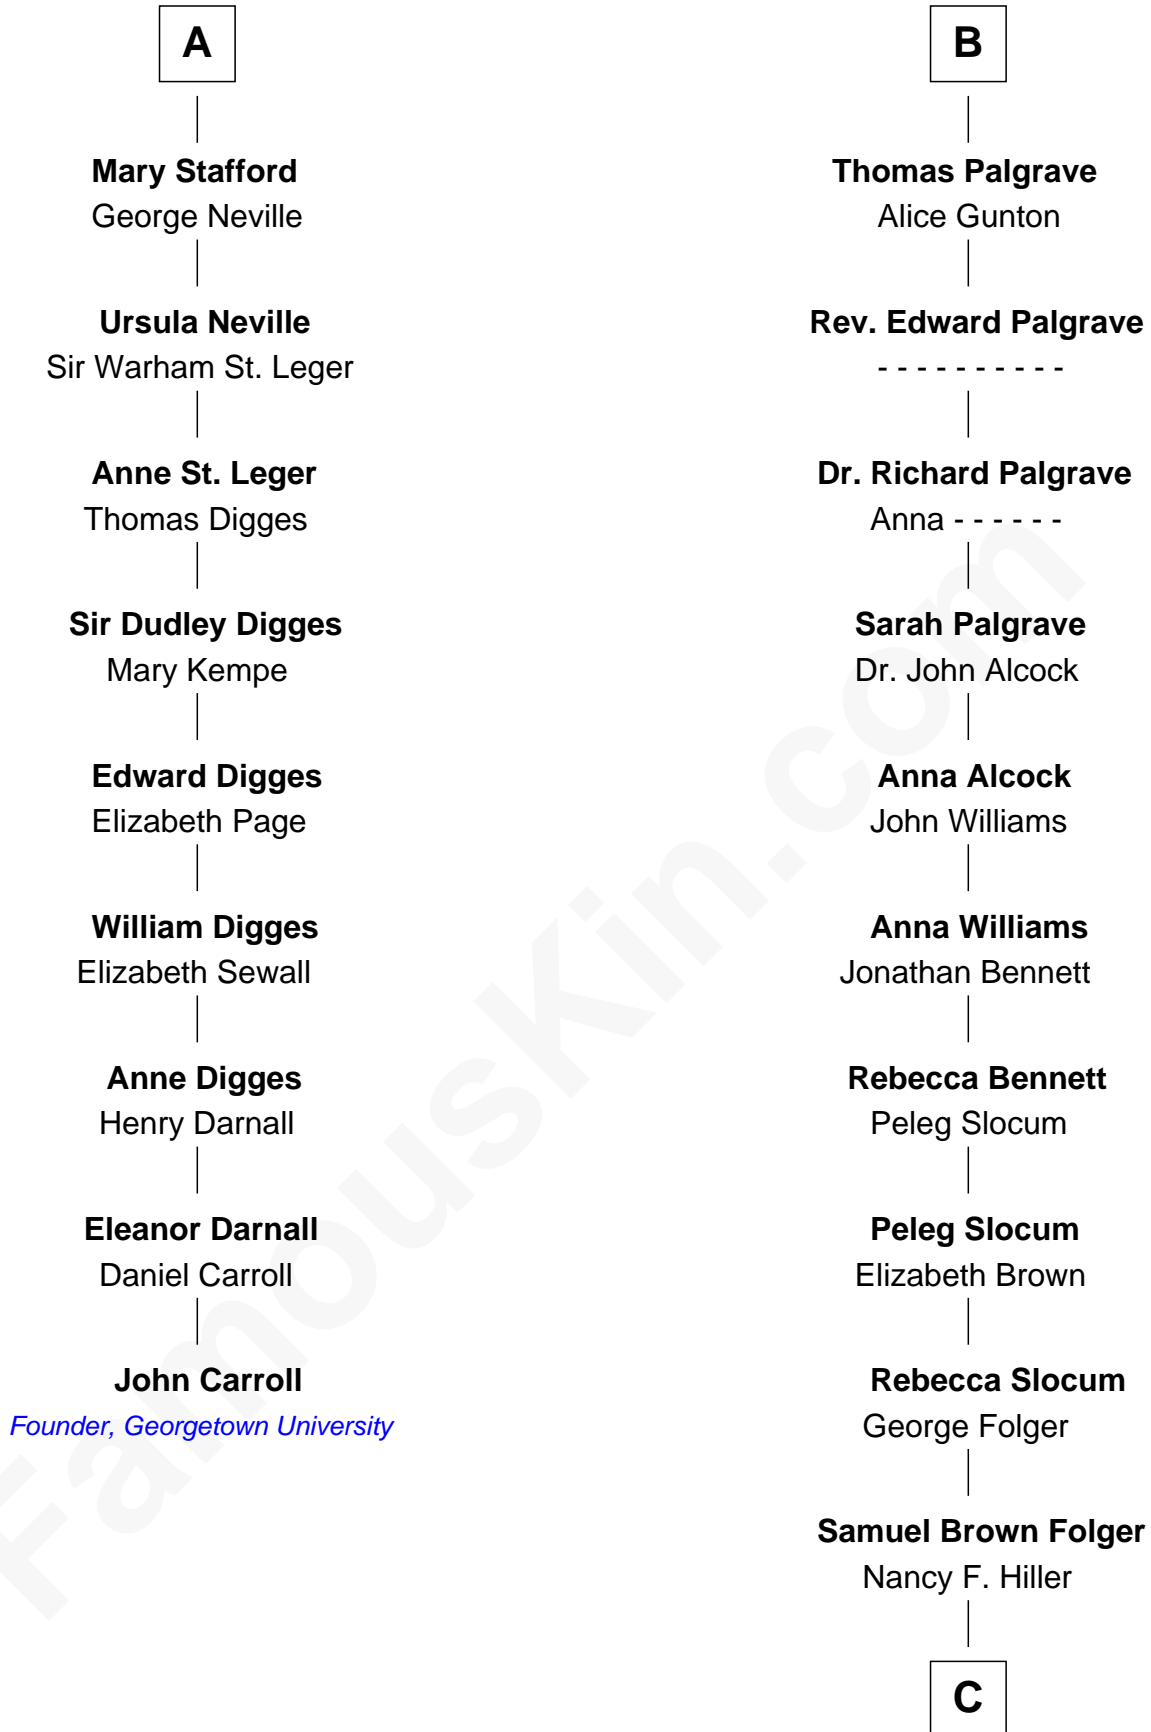 A
Mary Stafford
George Neville
Ursula Neville
Sir Warham St. Leger
Anne St. Leger
Thomas Digges
Sir Dudley Digges
Mary Kempe
Edward Digges
Elizabeth Page
William Digges
Elizabeth Sewall
Anne Digges
Henry Darnall
Eleanor Darnall
Daniel Carroll
John Carroll
Founder, Georgetown University
B
Thomas Palgrave
Alice Gunton
Rev. Edward Palgrave
- - - - - - - - - -
Dr. Richard Palgrave
Anna - - - - - -
Sarah Palgrave
Dr. John Alcock
Anna Alcock
John Williams
Anna Williams
Jonathan Bennett
Rebecca Bennett
Peleg Slocum
Peleg Slocum
Elizabeth Brown
Rebecca Slocum
George Folger
Samuel Brown Folger
Nancy F. Hiller
C
FamousKin.com